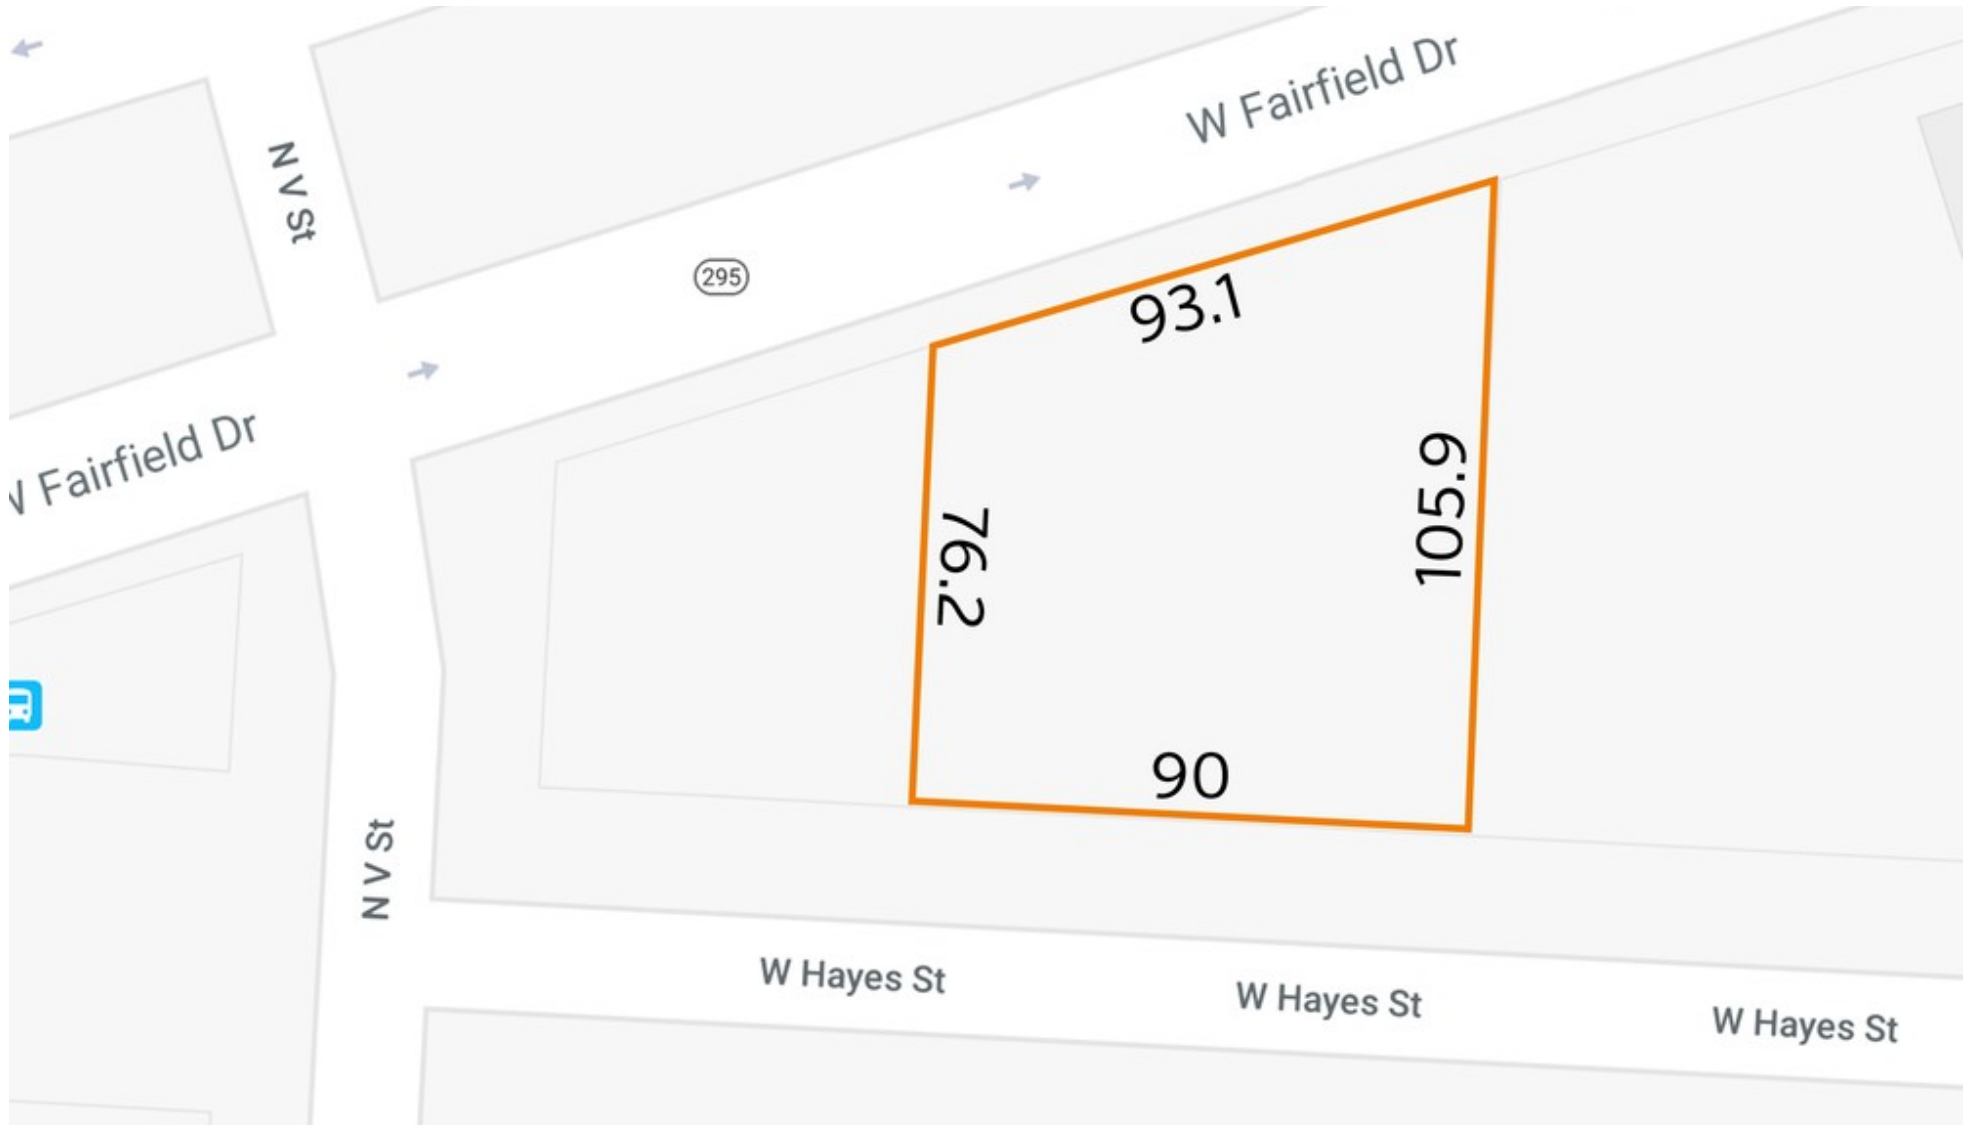 W Fairfield Dr
N V St
295
93.1
W Fairfield Dr
105.9
76.2
90
N V St
W Hayes St
W Hayes St
W Hayes St